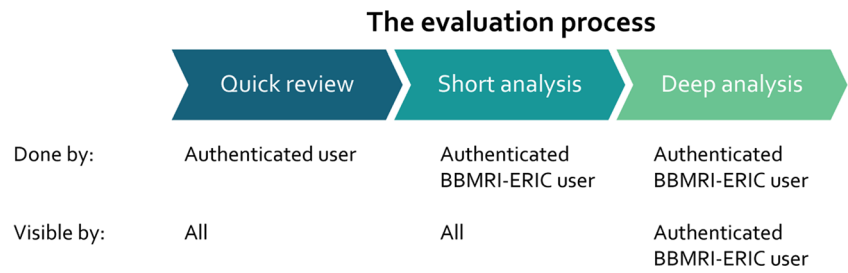 The evaluation process
Quick review
Short analysis
Deep analysis
Done by:
Authenticated user
Authenticated
BBMRI-ERIC user
Authenticated
BBMRI-ERIC user
Visible by:
All
All
Authenticated
BBMRI-ERIC user